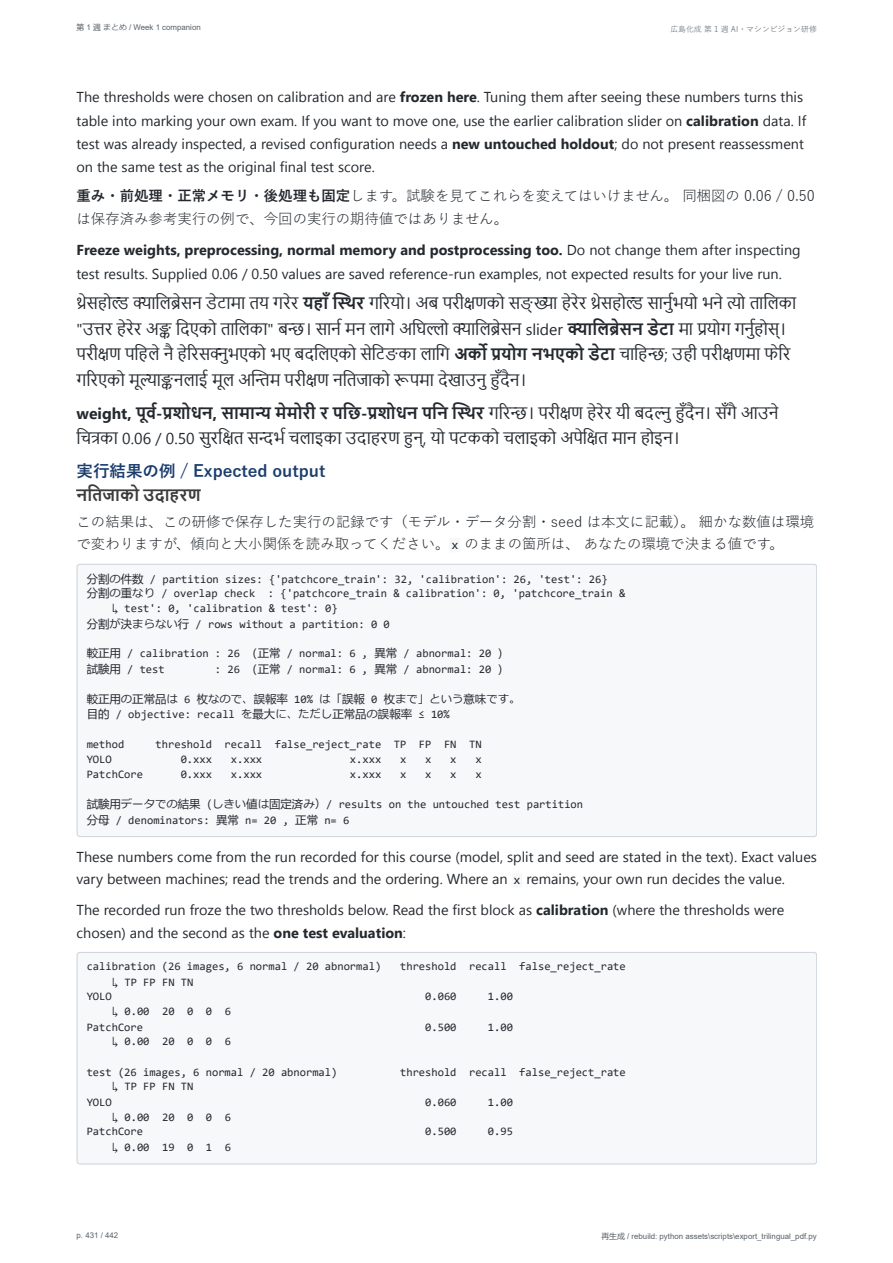 第 1 週 まとめ / Week 1 companion
広島化成 第 1 週 AI・マシンビジョン研修
The thresholds were chosen on calibration and are frozen here. Tuning them after seeing these numbers turns this
table into marking your own exam. If you want to move one, use the earlier calibration slider on calibration data. If
test was already inspected, a revised configuration needs a new untouched holdout; do not present reassessment
on the same test as the original final test score.
重み・前処理・正常メモリ・後処理も固定します。試験を見てこれらを変えてはいけません。 同梱図の 0.06 / 0.50
は保存済み参考実行の例で、今回の実行の期待値ではありません。
Freeze weights, preprocessing, normal memory and postprocessing too. Do not change them after inspecting
test results. Supplied 0.06 / 0.50 values are saved reference-run examples, not expected results for your live run.
थ्रेसहोल्ड क्यालिब्रेसन डेटामा तय गरेर यहाँ स्थिर गरियो। अब परीक्षणको सङ्ख्या हेरेर थ्रेसहोल्ड सार्नुभयो भने त्यो तालिका
"उत्तर हेरेर अङ्क दिएको तालिका" बन्छ। सार्न मन लागे अघिल्लो क्यालिब्रेसन slider क्यालिब्रेसन डेटा मा प्रयोग गर्नुहोस्।
परीक्षण पहिले नै हेरिसक्नुभएको भए बदलिएको सेटिङका लागि अर्को प्रयोग नभएको डेटा चाहिन्छ; उही परीक्षणमा फेरि
गरिएको मूल्याङ्कनलाई मूल अन्तिम परीक्षण नतिजाको रूपमा देखाउनु हुँदैन।
weight, पूर्व-प्रशोधन, सामान्य मेमोरी र पछि-प्रशोधन पनि स्थिर गरिन्छ। परीक्षण हेरेर यी बदल्नु हुँदैन। सँगै आउने
चित्रका 0.06 / 0.50 सुरक्षित सन्दर्भ चलाइका उदाहरण हुन्, यो पटकको चलाइको अपेक्षित मान होइन।
実行結果の例 / Expected output
नतिजाको उदाहरण
この結果は、この研修で保存した実行の記録です（モデル・データ分割・seed は本文に記載）。 細かな数値は環境
で変わりますが、傾向と大小関係を読み取ってください。x のままの箇所は、 あなたの環境で決まる値です。
分割の件数 / partition sizes: {'patchcore_train': 32, 'calibration': 26, 'test': 26}
分割の重なり / overlap check  : {'patchcore_train & calibration': 0, 'patchcore_train &
↳ test': 0, 'calibration & test': 0}
分割が決まらない行 / rows without a partition: 0 0
較正用 / calibration : 26  (正常 / normal: 6 , 異常 / abnormal: 20 )
試験用 / test        : 26  (正常 / normal: 6 , 異常 / abnormal: 20 )
較正用の正常品は 6 枚なので、誤報率 10% は「誤報 0 枚まで」という意味です。
目的 / objective: recall を最大に、ただし正常品の誤報率 ≤ 10%
method     threshold  recall  false_reject_rate  TP  FP  FN  TN
YOLO           0.xxx   x.xxx              x.xxx   x   x   x   x
PatchCore      0.xxx   x.xxx              x.xxx   x   x   x   x
試験用データでの結果（しきい値は固定済み）/ results on the untouched test partition
分母 / denominators: 異常 n= 20 , 正常 n= 6
These numbers come from the run recorded for this course (model, split and seed are stated in the text). Exact values
vary between machines; read the trends and the ordering. Where an x remains, your own run decides the value.
The recorded run froze the two thresholds below. Read the first block as calibration (where the thresholds were
chosen) and the second as the one test evaluation:
calibration (26 images, 6 normal / 20 abnormal)   threshold  recall  false_reject_rate
↳ TP FP FN TN
YOLO                                                  0.060     1.00
↳ 0.00  20  0  0  6
PatchCore                                             0.500     1.00
↳ 0.00  20  0  0  6
test (26 images, 6 normal / 20 abnormal)          threshold  recall  false_reject_rate
↳ TP FP FN TN
YOLO                                                  0.060     1.00
↳ 0.00  20  0  0  6
PatchCore                                             0.500     0.95
↳ 0.00  19  0  1  6
p. 431 / 442
再生成 / rebuild: python assets\scripts\export_trilingual_pdf.py